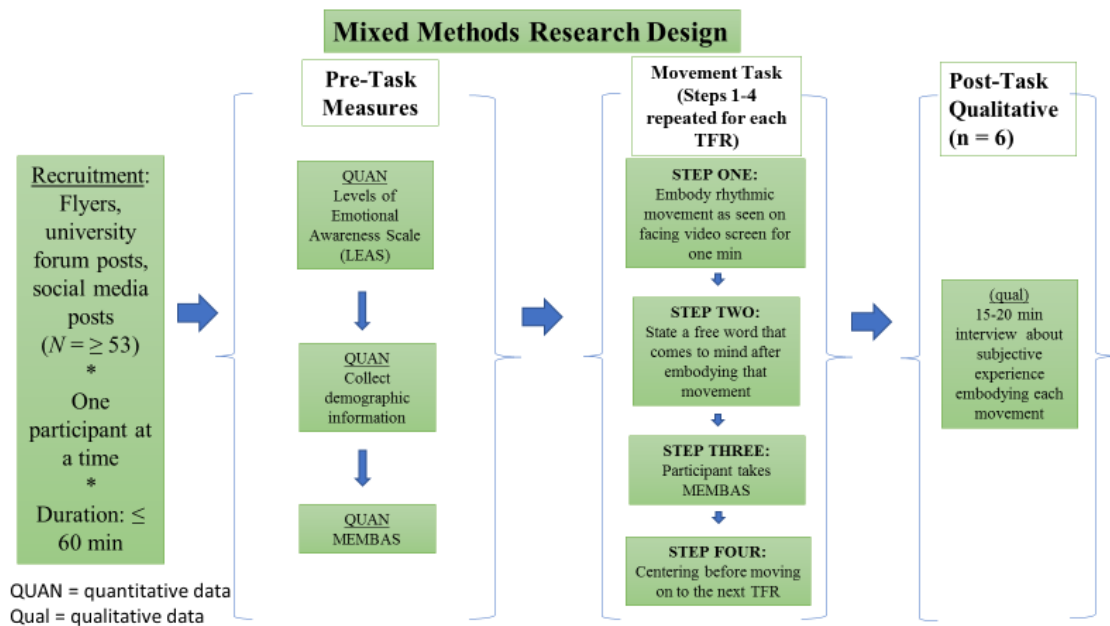 Mixed Methods Research Design
Recruitment:
Flyers,
university
forum posts,
social media
posts
(N = ≥ 53)
*
One
participant at
a time
*
Duration: ≤
60 min
QUAN = quantitative data
Qual = qualitative data
Pre-Task
Measures
QUAN
Levels of
Emotional
Awareness Scale
(LEAS)
QUAN
Collect
demographic
information
QUAN
MEMBAS
Movement Task
(Steps 1-4
repeated for each
TFR)
STEP ONE:
Embody rhythmic
movement as seen on
facing video screen for
one min
STEP TWO:
State a free word that
comes to mind after
embodying that
movement
STEP THREE:
Participant takes
MEMBAS
STEP FOUR:
Centering before moving
on to the next TFR
Post-Task
Qualitative
(n = 6)
(qual)
15-20 min
interview about
subjective
experience
embodying each
movement